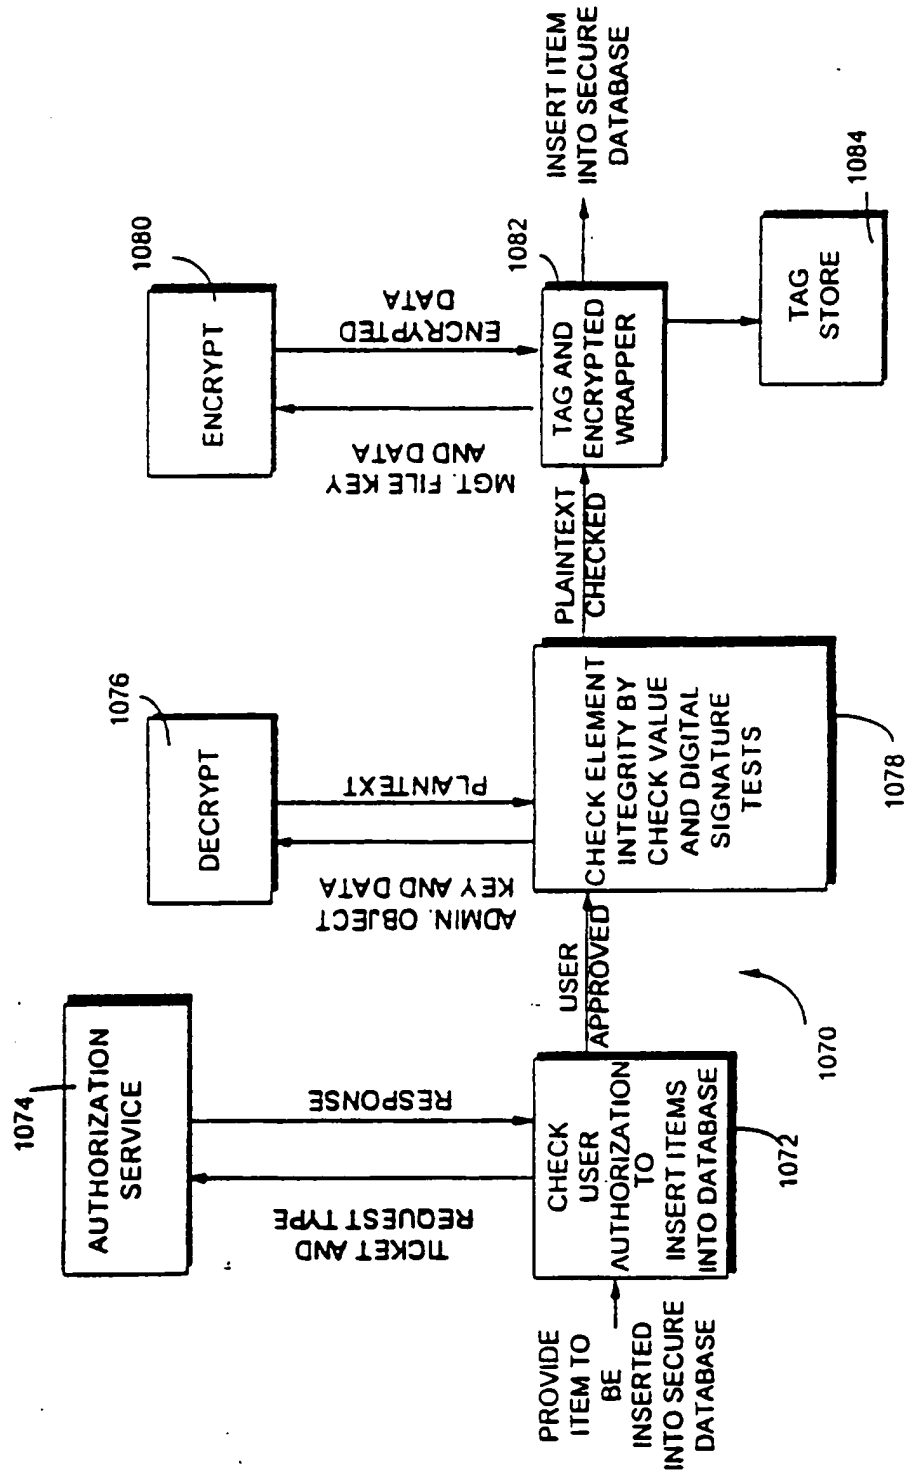 1074
AUTHORIZATION
SERVICE
TICKET AND
REQUEST TYPE
RESPONSE
PROVIDE
ITEM TO
BE
INSERTED
INTO SECURE
DATABASE
CHECK
USER
AUTHORIZATION
TO
INSERT ITEMS
INTO DATABASE
1072
USER
APPROVED
1070
1076
DECRYPT
ADMIN. OBJECT
KEY AND DATA
PLAINTEXT
CHECK ELEMENT
INTEGRITY BY
CHECK VALUE
AND DIGITAL
SIGNATURE
TESTS
1078
PLAINTEXT
CHECKED
1080
ENCRYPT
MGT. FILE KEY
AND DATA
ENCRYPTED
DATA
1082
TAG AND
ENCRYPTED
WRAPPER
INSERT ITEM
INTO SECURE
DATABASE
TAG
STORE
1084